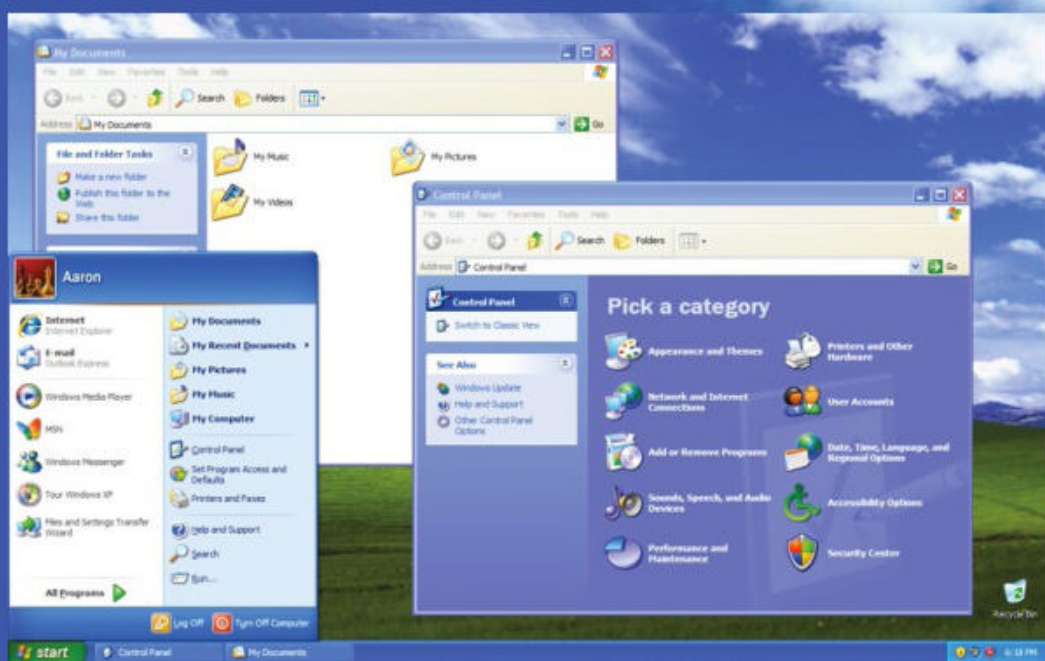 My Documents
File Edit View Favorites Tools Help
Back
Search
Folders
Address
My Documents
Go
File and Folder Tasks
Make a new folder
Publish this folder to the
Web
Share this folder
My Music
My Pictures
My Videos
Control Panel
File Edit View Favorites Tools Help
Back
Search
Folders
Address
Control Panel
Go
Control Panel
Switch to Classic View
See Also
Windows Update
Help and Support
Other Control Panel
Options
Pick a category
Appearance and Themes
Printers and Other
Hardware
Network and Internet
Connections
User Accounts
Add or Remove Programs
Date, Time, Language, and
Regional Options
Sounds, Speech, and Audio
Devices
Accessibility Options
Performance and
Maintenance
Security Center
Aaron
Internet
Internet Explorer
E-mail
Outlook Express
Windows Media Player
MSN
Windows Messenger
Tour Windows XP
Files and Settings Transfer
Wizard
All Programs
My Documents
My Recent Documents
My Pictures
My Music
My Computer
Control Panel
Set Program Access and
Defaults
Printers and Faxes
Help and Support
Search
Run...
Log Off
Turn Off Computer
Recycle Bin
start
Control Panel
My Documents
6:18 PM